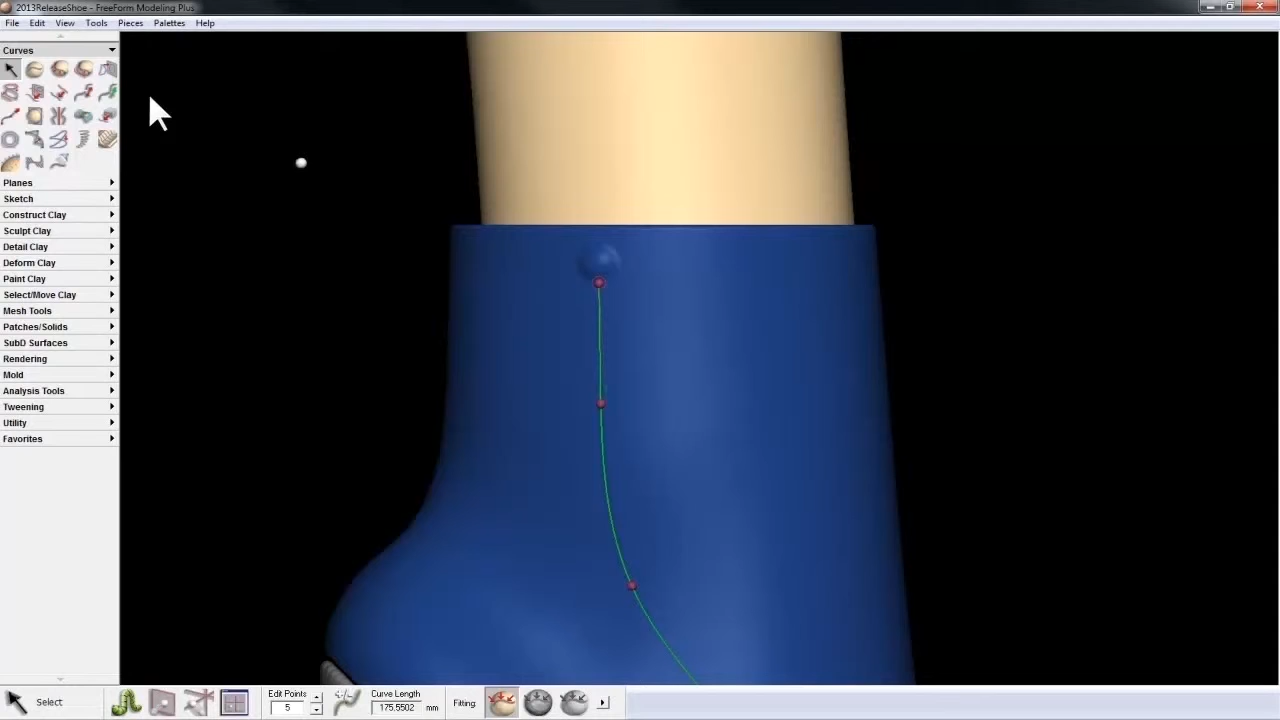 2013ReleaseShoe - FreeForm Modeling Plus
File Edit View Tools Pieces Palettes Help
Curves
Planes
Sketch
Construct Clay
Sculpt Clay
Detail Clay
Deform Clay
Paint Clay
Select/Move Clay
Mesh Tools
Patches/Solids
SubD Surfaces
Rendering
Mold
Analysis Tools
Tweening
Utility
Favorites
Select
Edit Points
5
Curve Length
175.5502 mm
Fitting: